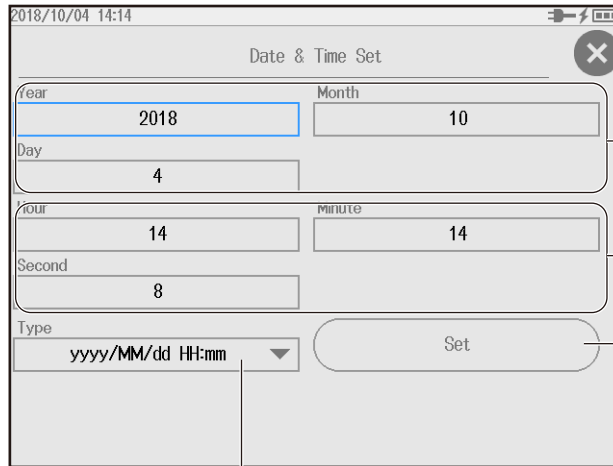 2018/10/04 14:14
Date & Time Set
Year Month
2018 10
Day
4
Hour Minute
14 14
Second
8
Type
yyyy/MM/dd HH:mm Set